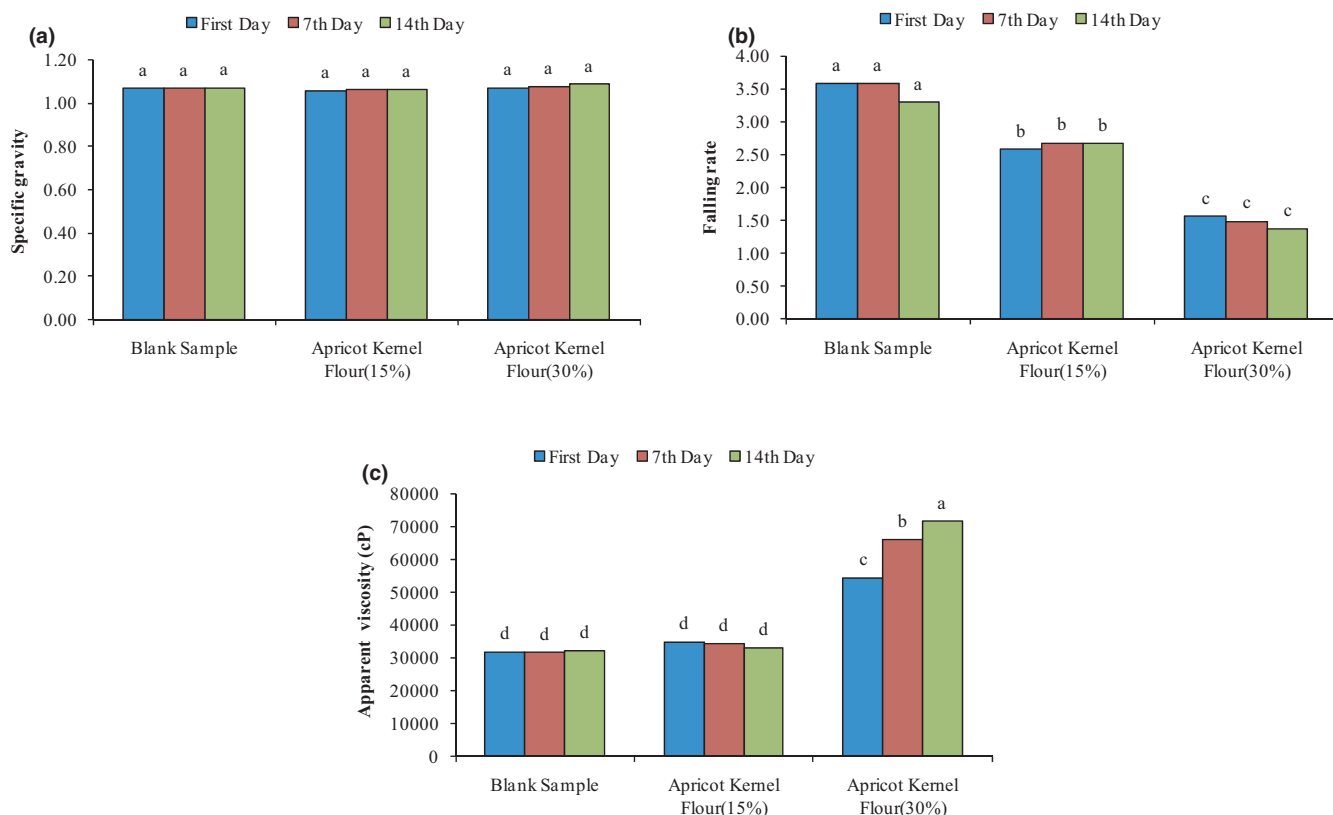 (a)
First Day 7th Day 14th Day
Specific gravity
1.20
1.00
0.80
0.60
0.40
0.20
0.00
a a a a a a a a a
Blank Sample
Apricot Kernel
Flour(15%)
Apricot Kernel
Flour(30%)
(b)
First Day 7th Day 14th Day
Falling rate
4.00
3.50
3.00
2.50
2.00
1.50
1.00
0.50
0.00
a a a b b b c c c
Blank Sample
Apricot Kernel
Flour(15%)
Apricot Kernel
Flour(30%)
(c)
First Day 7th Day 14th Day
Apparent viscosity (cP)
80000
70000
60000
50000
40000
30000
20000
10000
0
d d d d d d c b a
Blank Sample
Apricot Kernel
Flour(15%)
Apricot Kernel
Flour(30%)